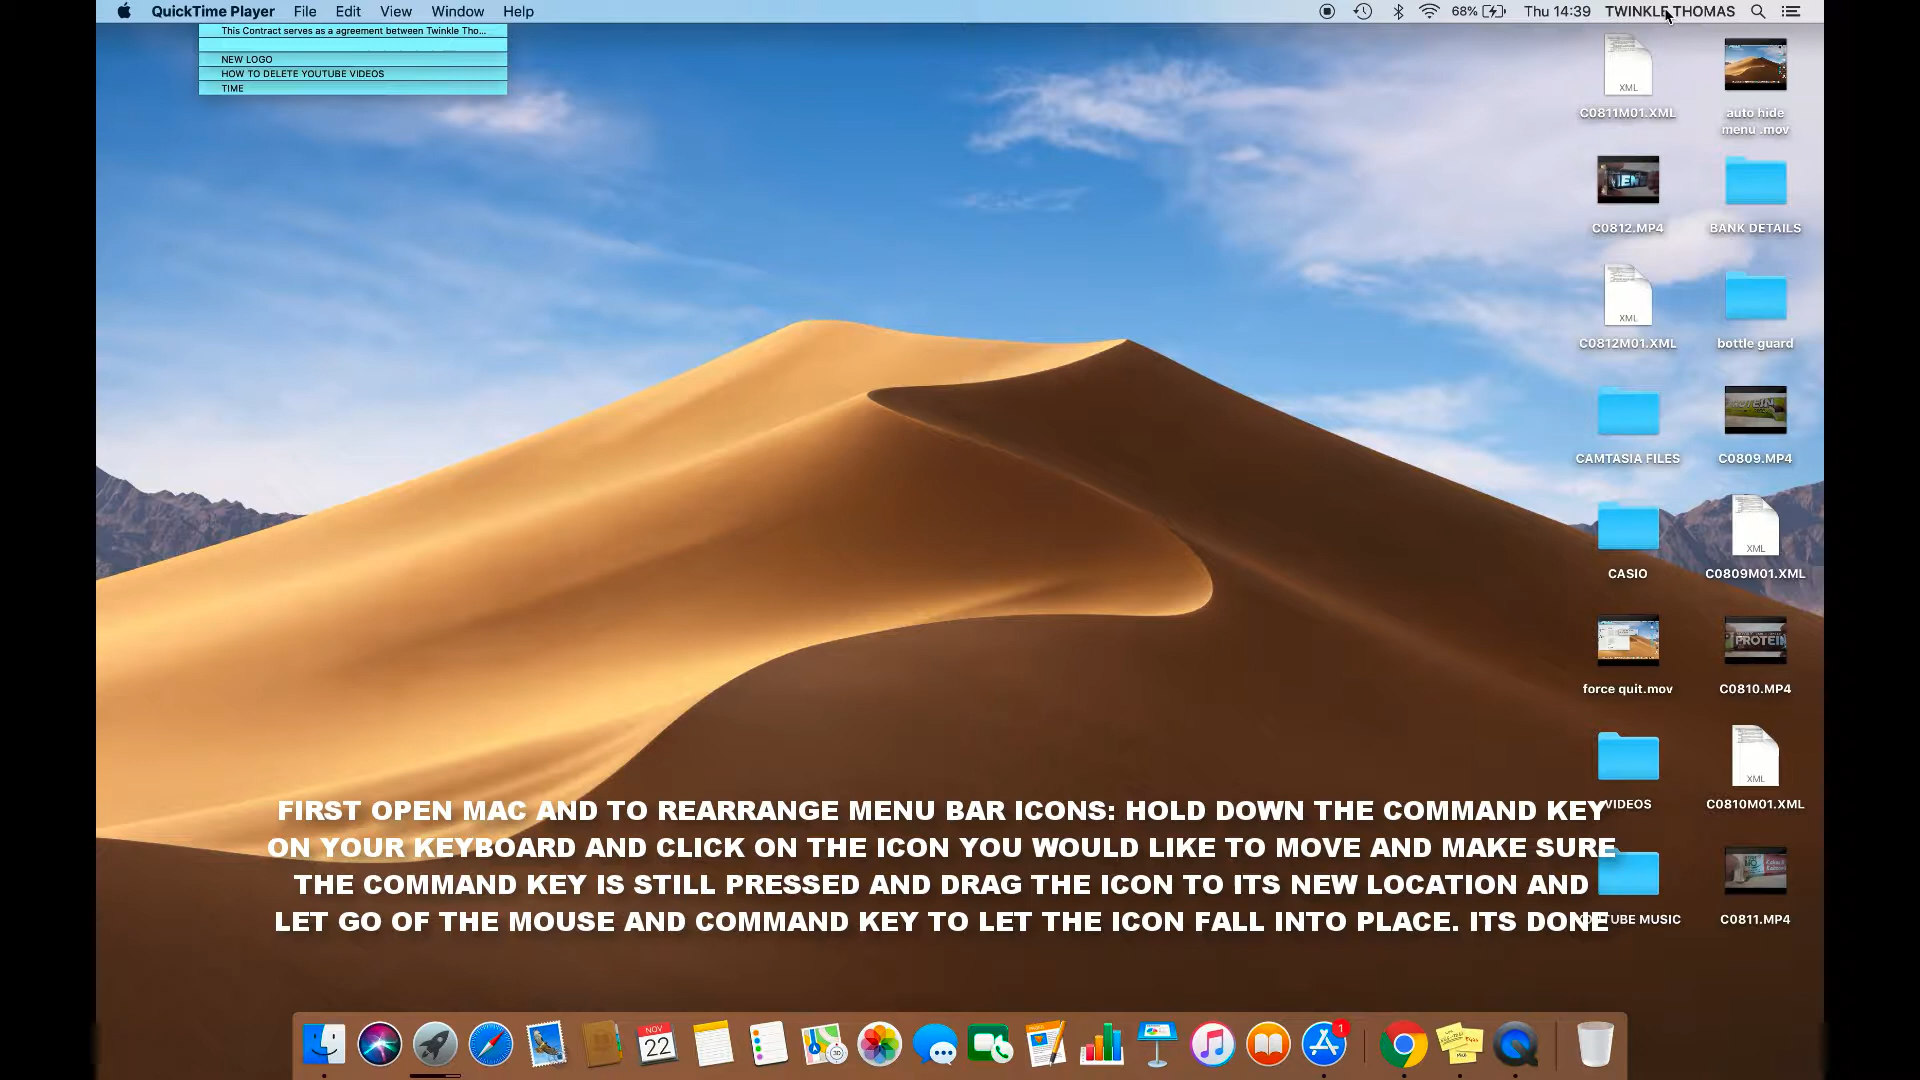 QuickTime Player File Edit View Window Help 68% Thu 14:39 TWINKLE THOMAS
This Contract serves as a agreement between Twinkle Tho...
NEW LOGO
HOW TO DELETE YOUTUBE VIDEOS
TIME
XML
C0811M01.XML
auto hide
menu .mov
C0812.MP4
BANK DETAILS
XML
C0812M01.XML
bottle guard
CAMTASIA FILES
C0809.MP4
CASIO
XML
C0809M01.XML
force quit.mov
PROTEIN
C0810.MP4
VIDEOS
XML
C0810M01.XML
C0811.MP4
FIRST OPEN MAC AND TO REARRANGE MENU BAR ICONS: HOLD DOWN THE COMMAND KEY
ON YOUR KEYBOARD AND CLICK ON THE ICON YOU WOULD LIKE TO MOVE AND MAKE SURE
THE COMMAND KEY IS STILL PRESSED AND DRAG THE ICON TO ITS NEW LOCATION AND
LET GO OF THE MOUSE AND COMMAND KEY TO LET THE ICON FALL INTO PLACE. ITS DONE
MUSIC
NOV
22
3D
PAGES
1